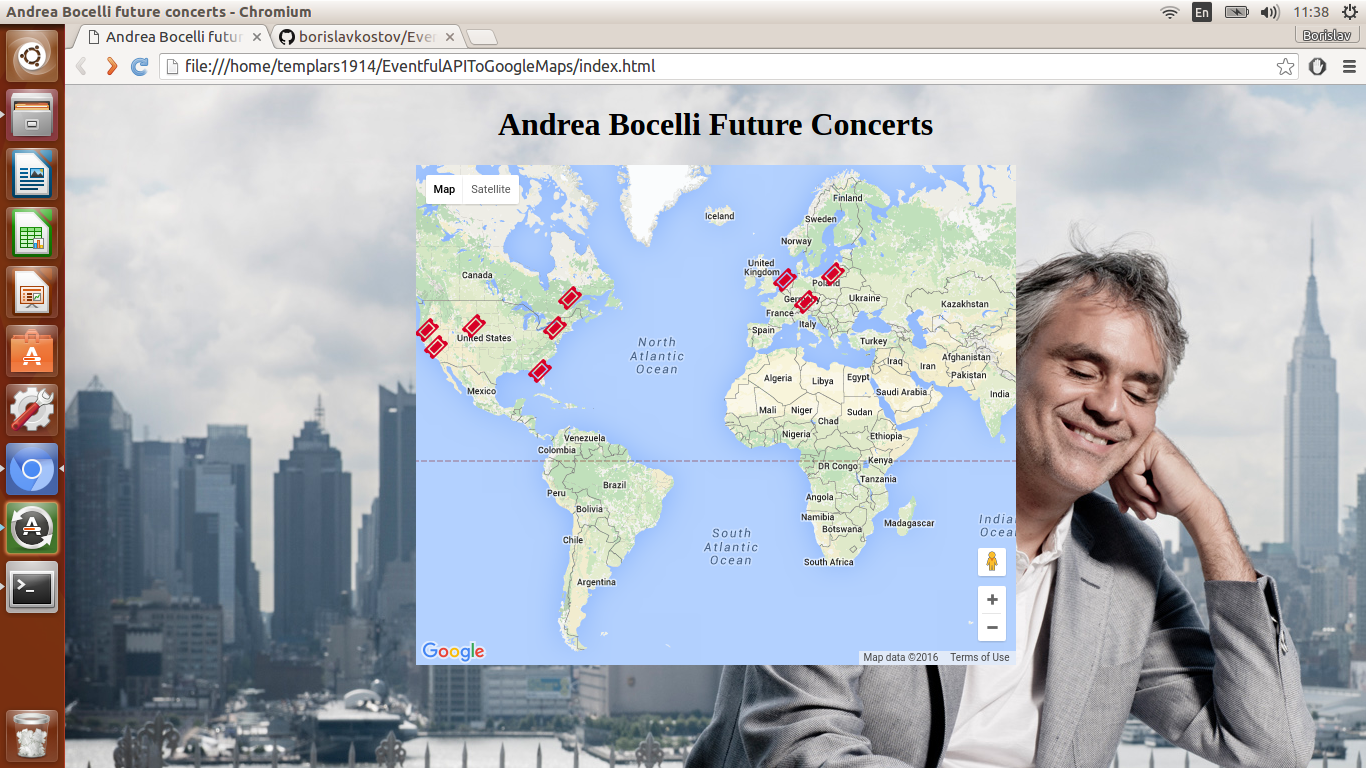 Andrea Bocelli future concerts - Chromium
En
11:38
Andrea Bocelli futur
borislavkostov/Even
Borislav
file:///home/templars1914/EventfulAPIToGoogleMaps/index.html
Andrea Bocelli Future Concerts
Map Satellite
Iceland
Finland
Sweden
Norway
United
Kingdom
Canada
Poland
Germany
Ukraine
Kazakhstan
France
Italy
Spain
United States
Turkey
North
Atlantic
Ocean
Iraq
Iran
Afghanistan
Pakistan
Mexico
Algeria
Libya
Egypt
Saudi Arabia
India
Mali
Niger
Chad
Sudan
Nigeria
Ethiopia
Venezuela
Colombia
DR Congo
Kenya
Tanzania
Peru
Brazil
Bolivia
Angola
Namibia
Botswana
Madagascar
India
Ocea
South
Atlantic
Ocean
Chile
South Africa
Argentina
+
−
Google
Map data ©2016 Terms of Use